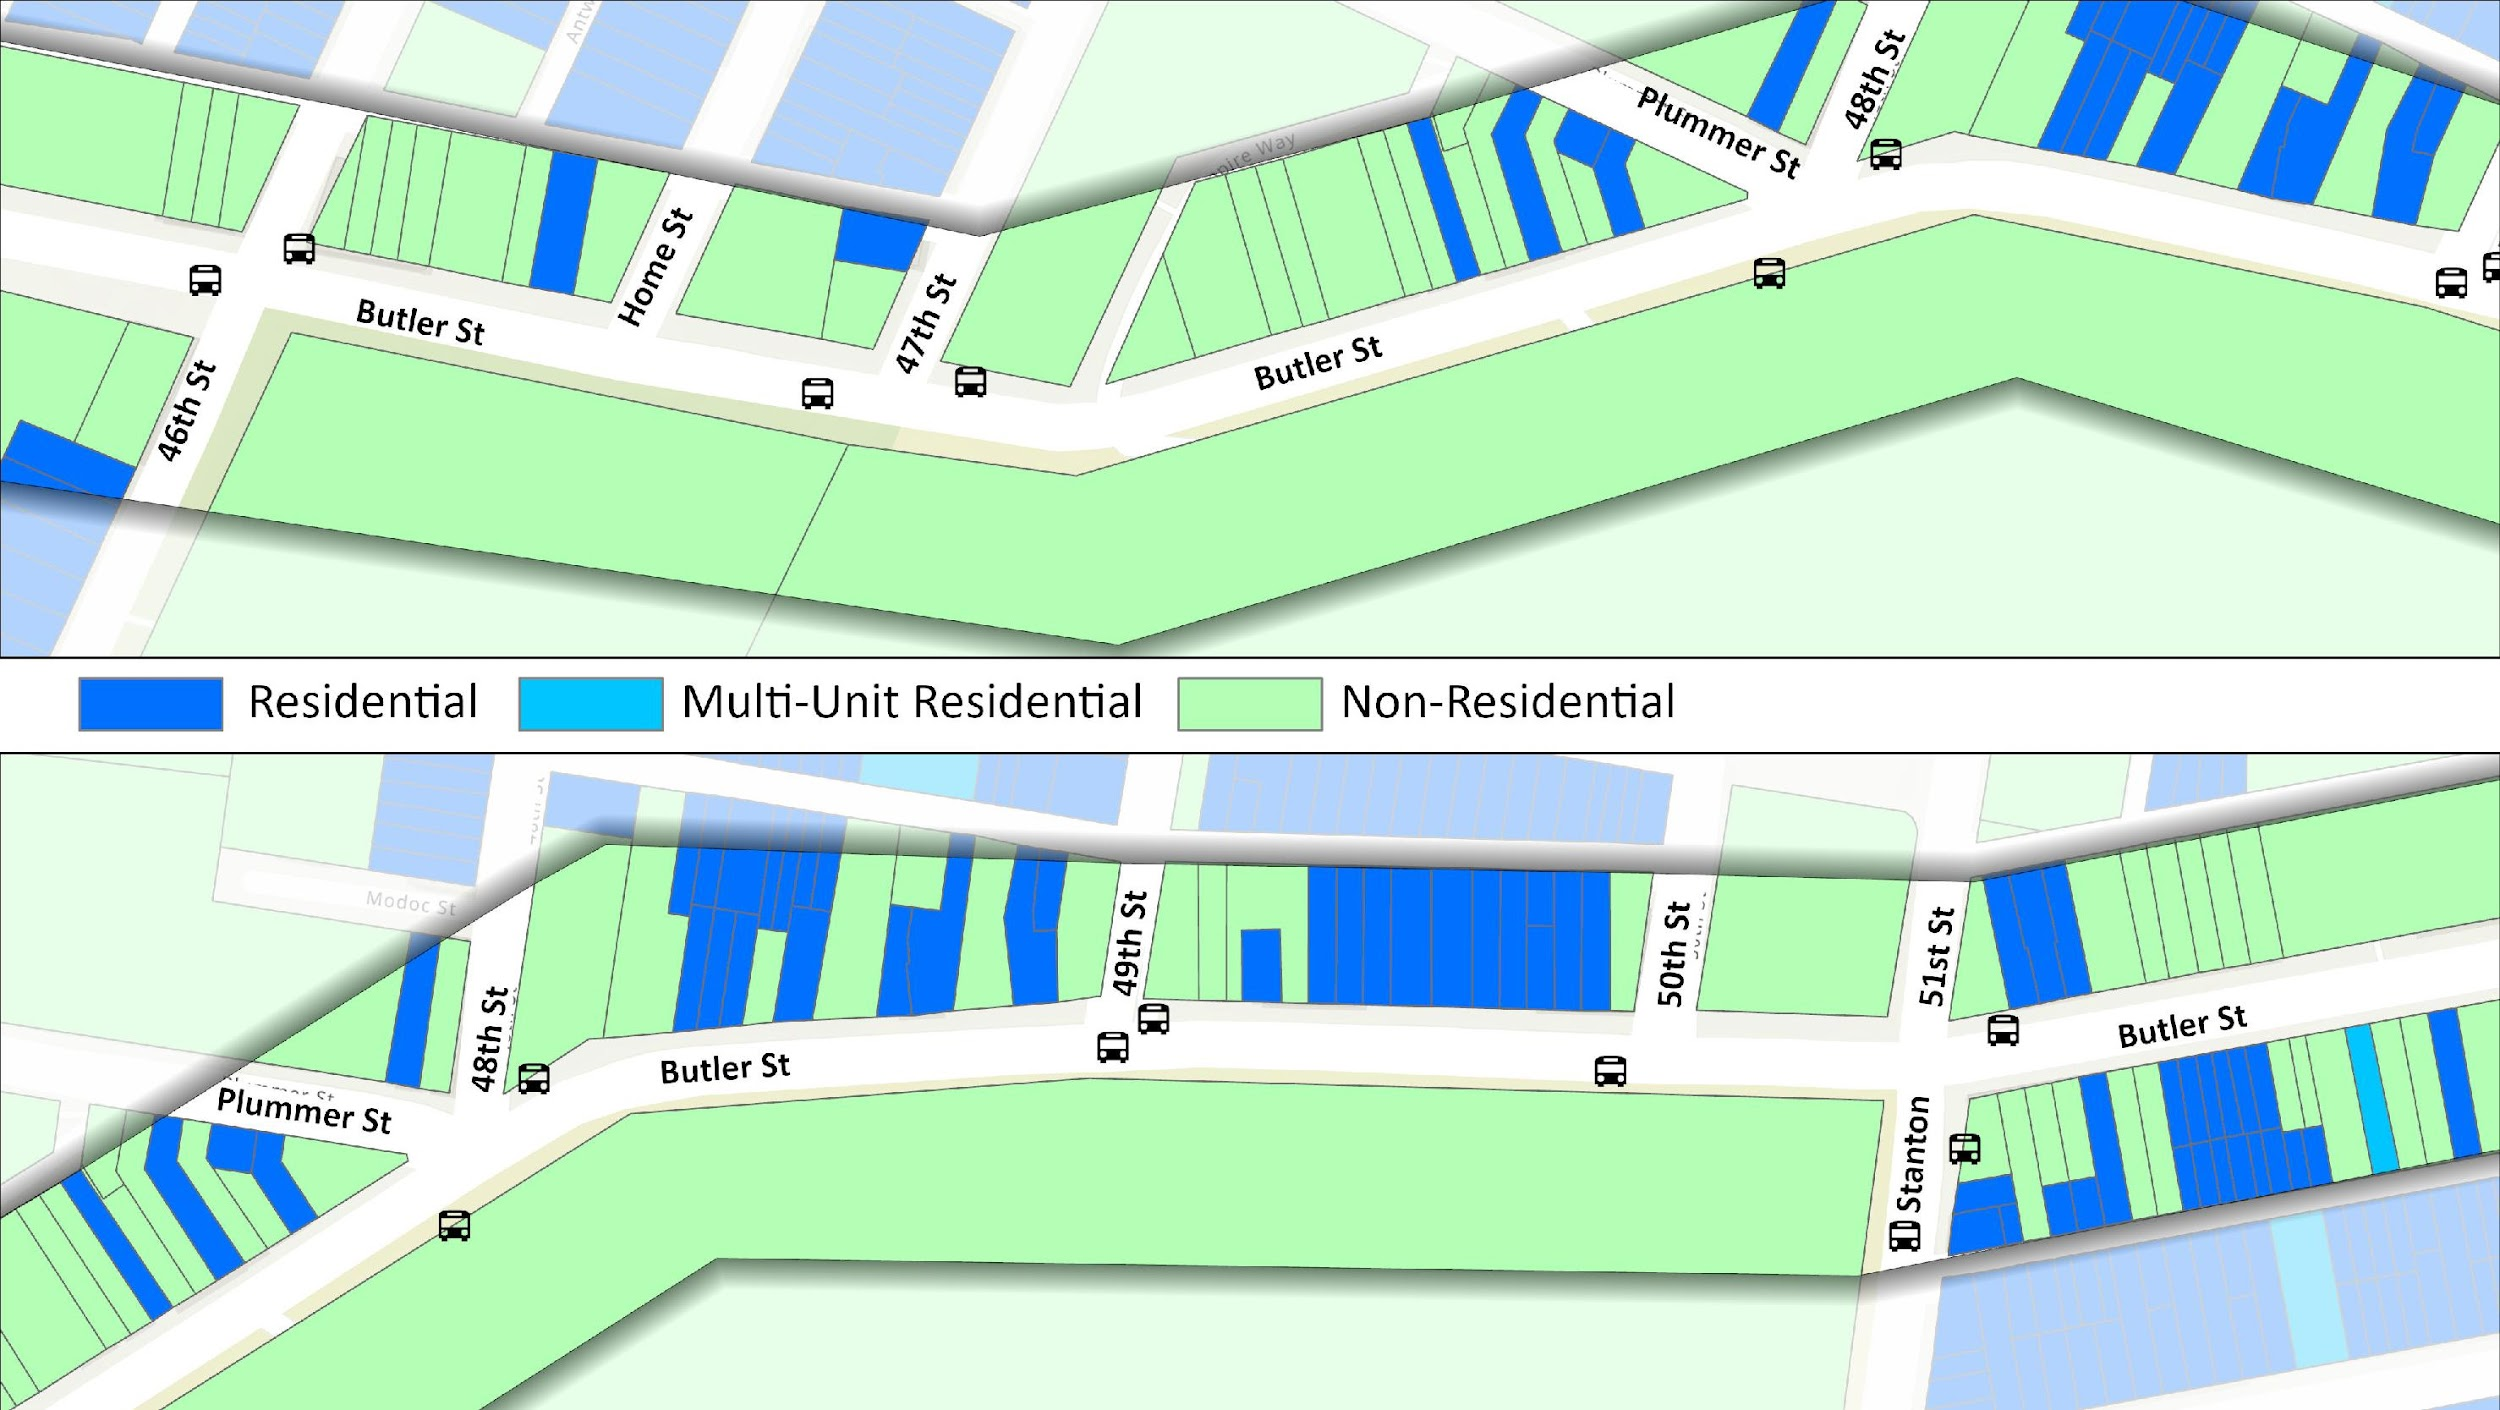 48th St
Plummer St
Home St
Butler St
47th St
Butler St
46th St
Residential
Multi-Unit Residential
Non-Residential
Modoc St
49th St
50th St
51st St
48th St
Butler St
Butler St
Plummer St
Stanton